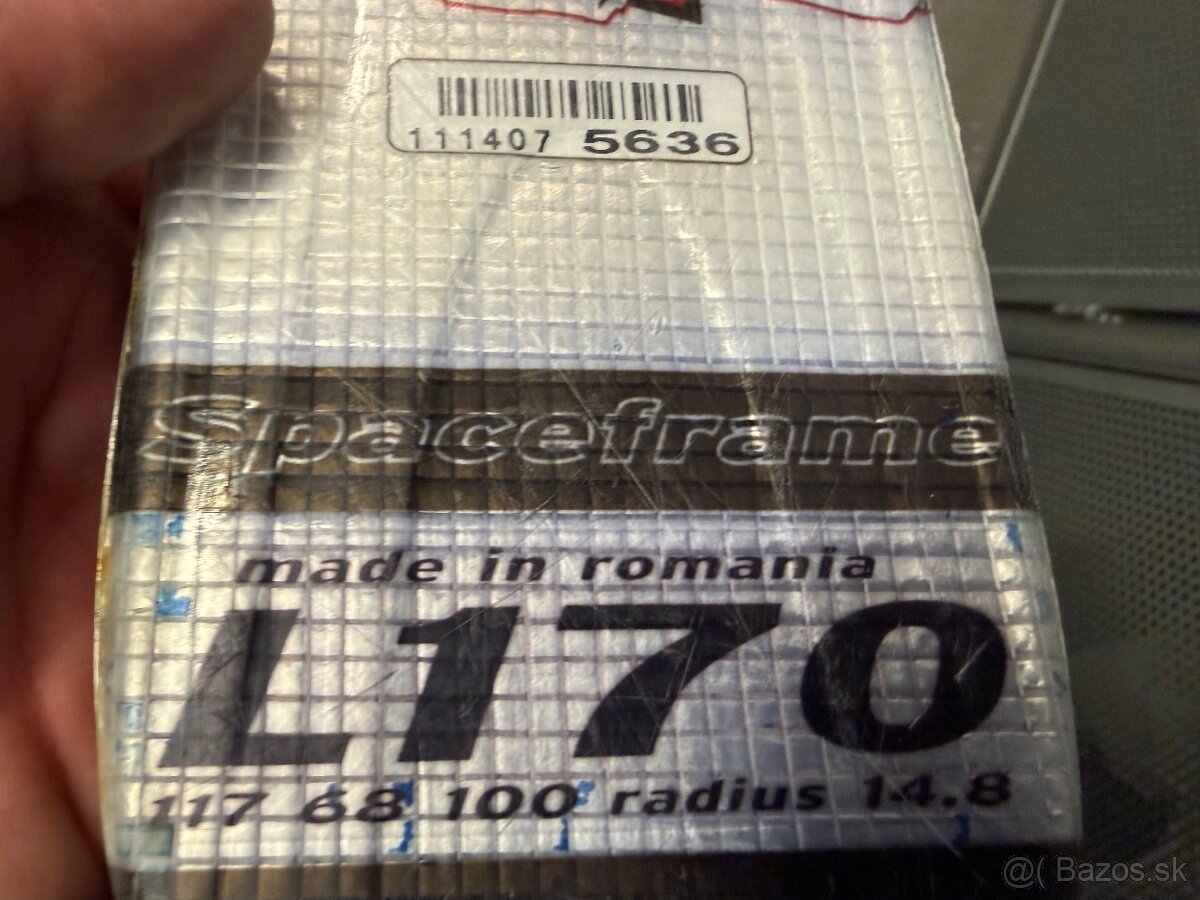 111407 5636
Spaceframe
made in romania
L170
117 68 100 radius 14.8
@( Bazos.sk